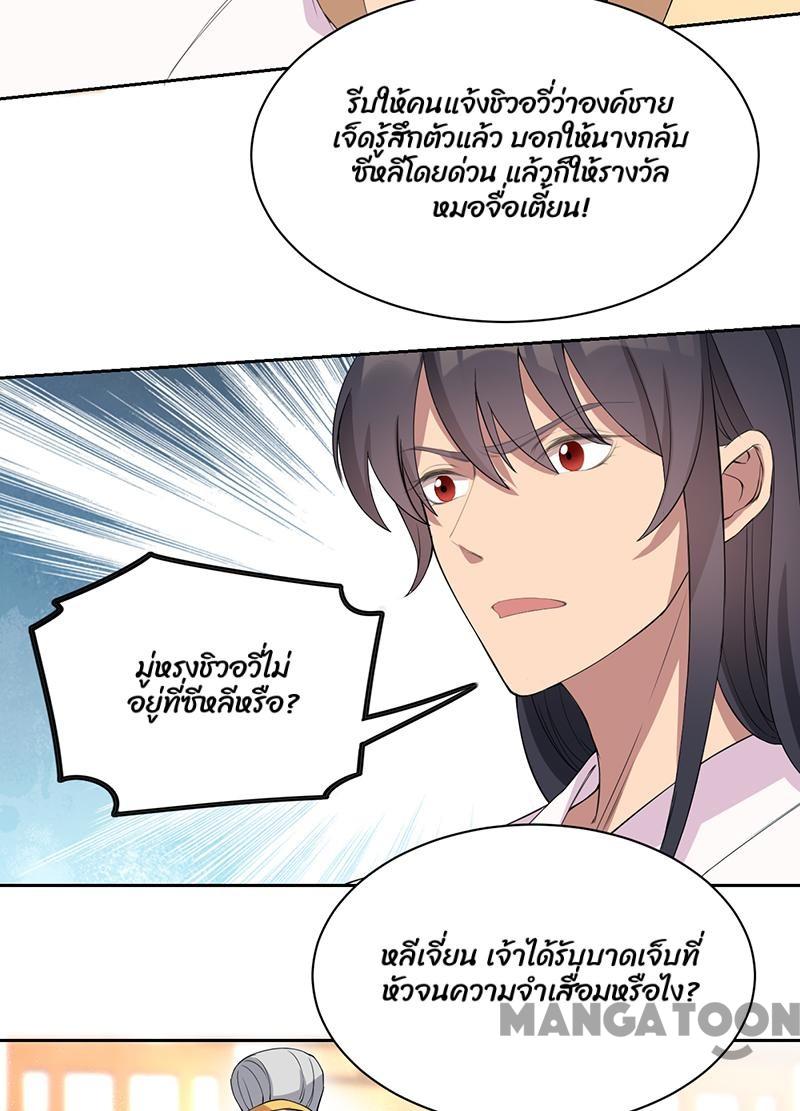 รีบให้คนแจ้งชิวอวี่ว่าองค์ชาย
เจ็ดรู้สึกตัวแล้ว บอกให้นางกลับ
ซีหลีโดยด่วน แล้วก็ให้รางวัล
หมอจื่อเตี้ยน!
มู่หรงชิวอวี่ไม่
อยู่ที่ซีหลีหรือ?
หลีเจี่ยน เจ้าได้รับบาดเจ็บที่
หัวจนความจำเสื่อมหรือไง?
MANGATOON